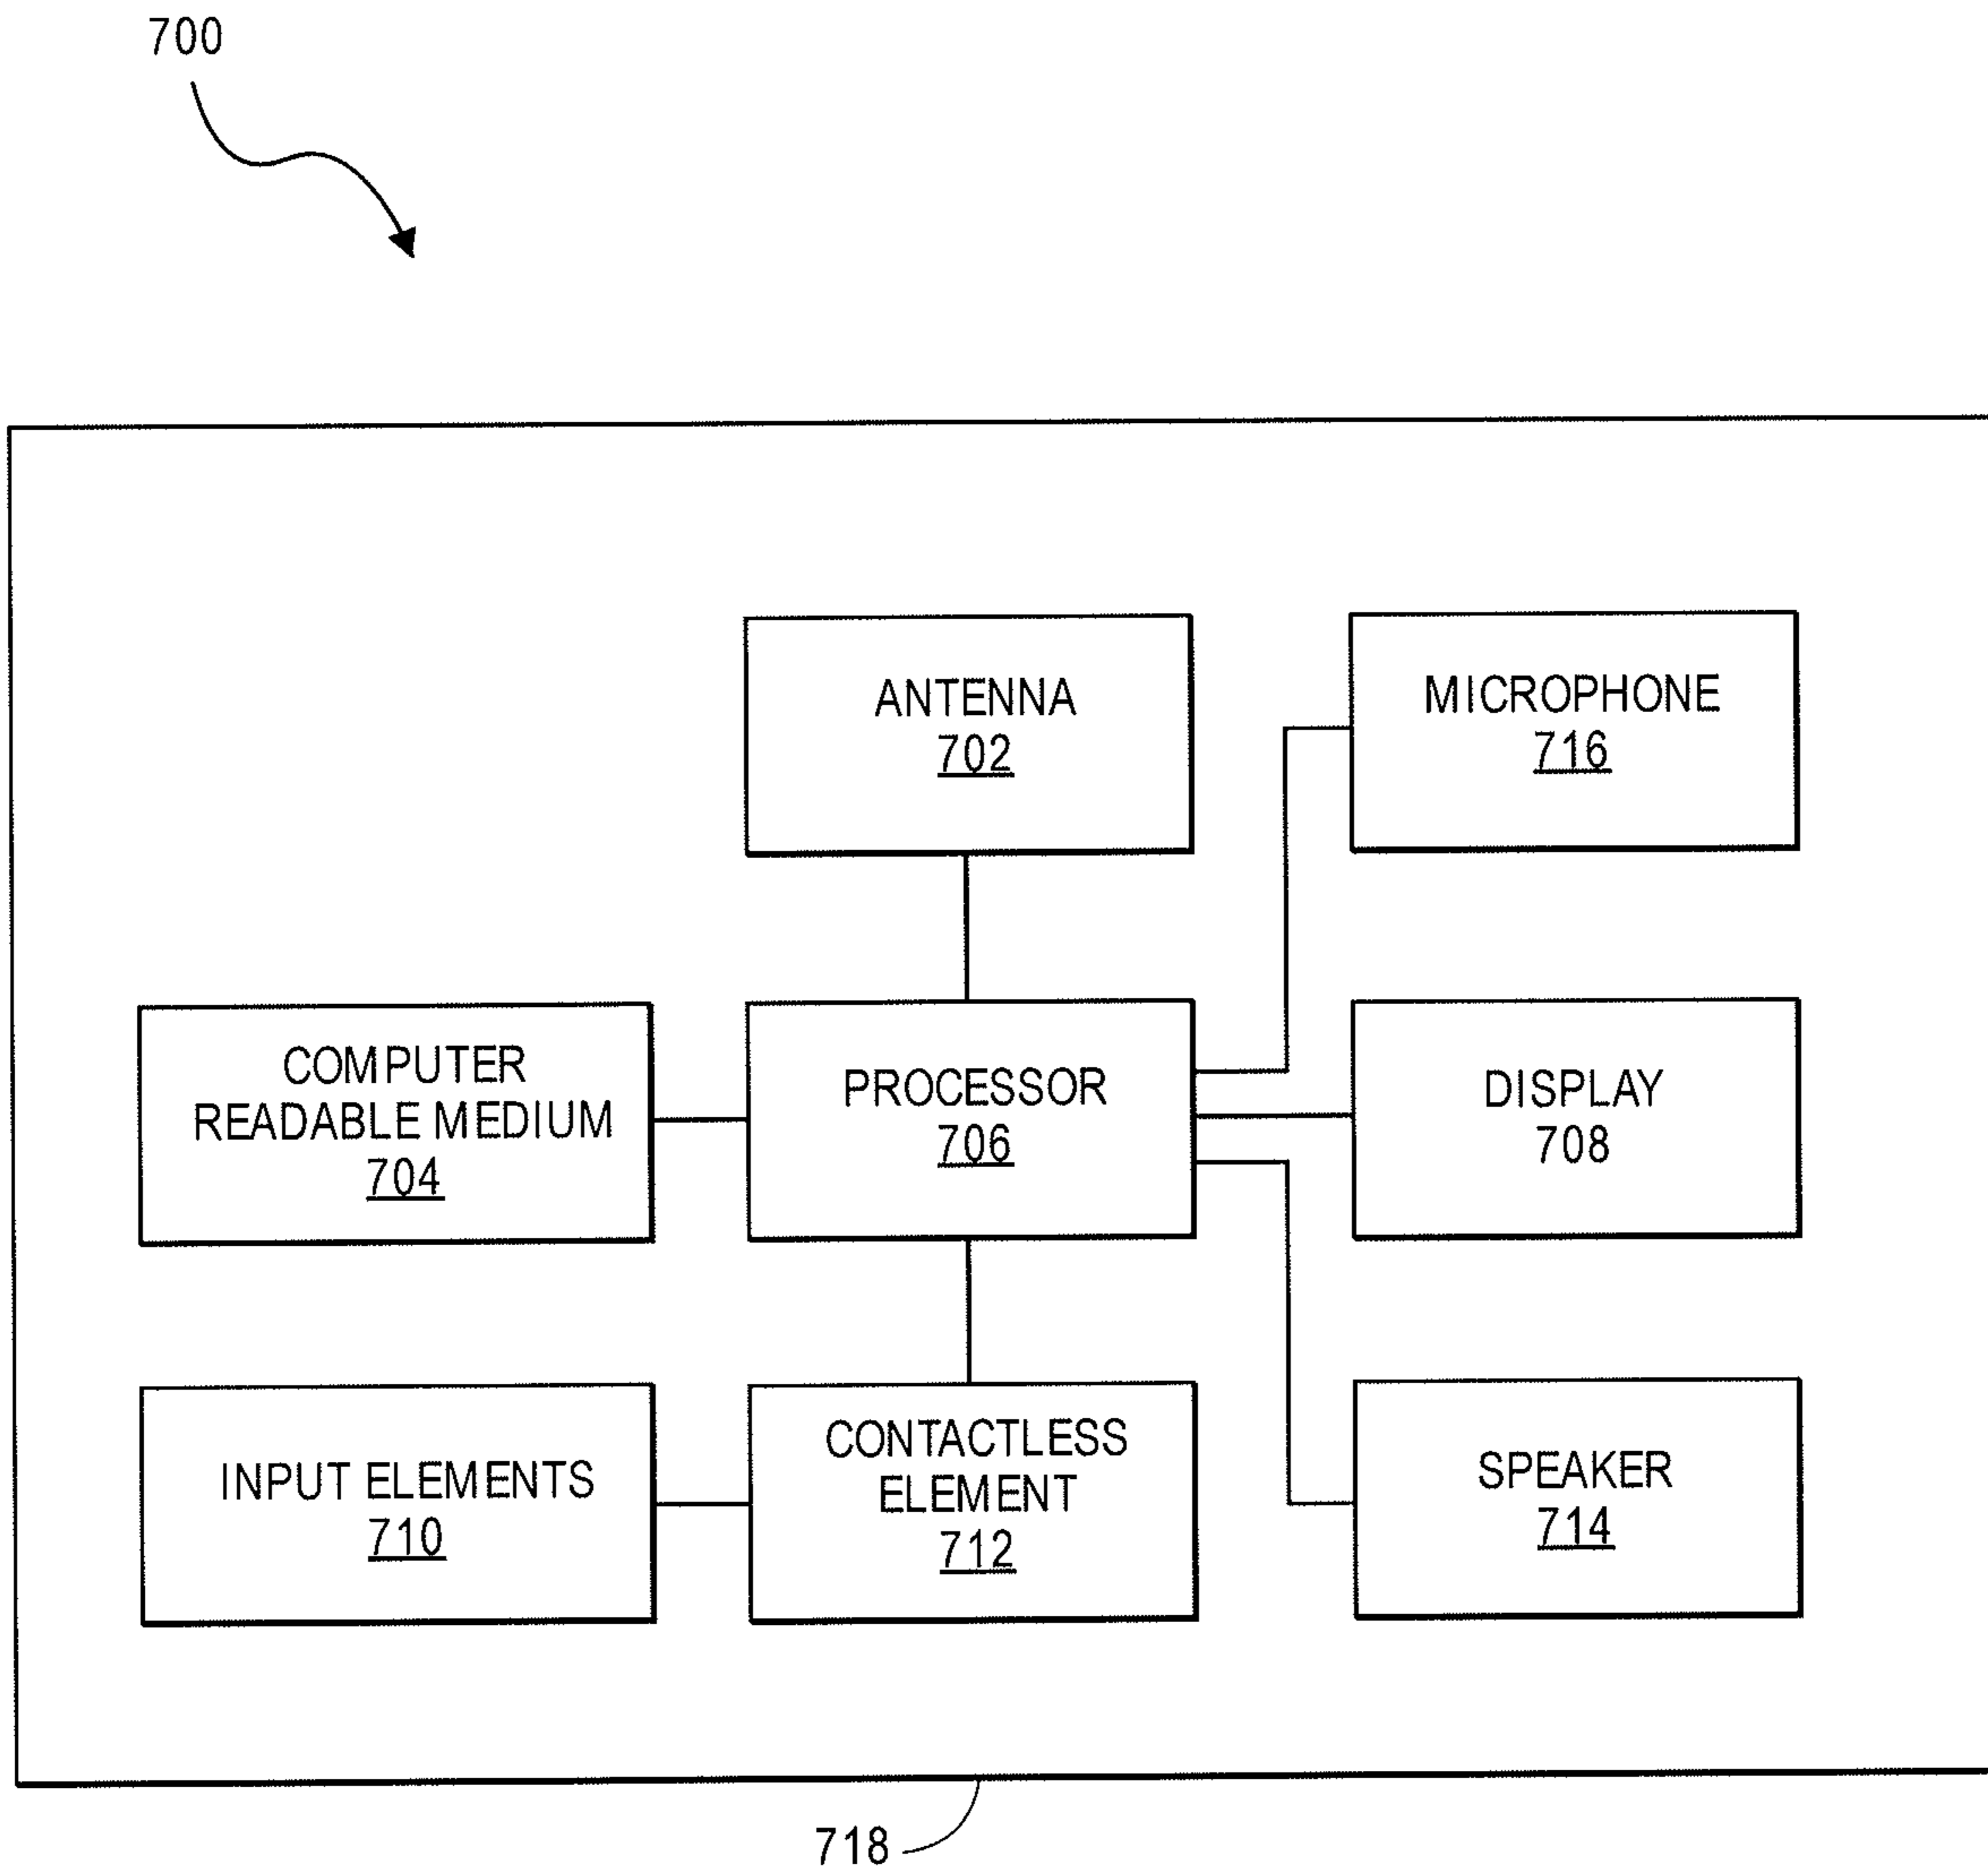 700
ANTENNA
702
MICROPHONE
716
COMPUTER
READABLE MEDIUM
704
PROCESSOR
706
DISPLAY
708
INPUT ELEMENTS
710
CONTACTLESS
ELEMENT
712
SPEAKER
714
718